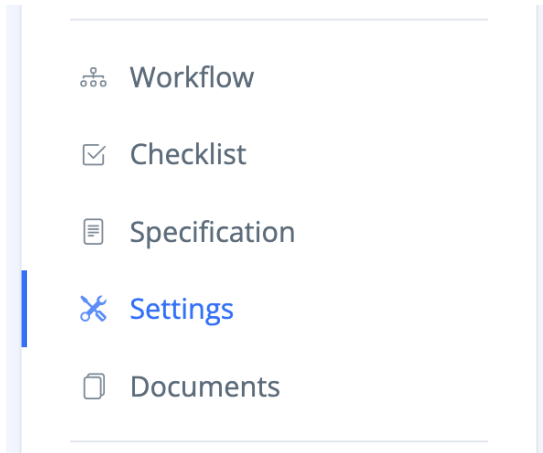 Workflow
Checklist
Specification
Settings
Documents